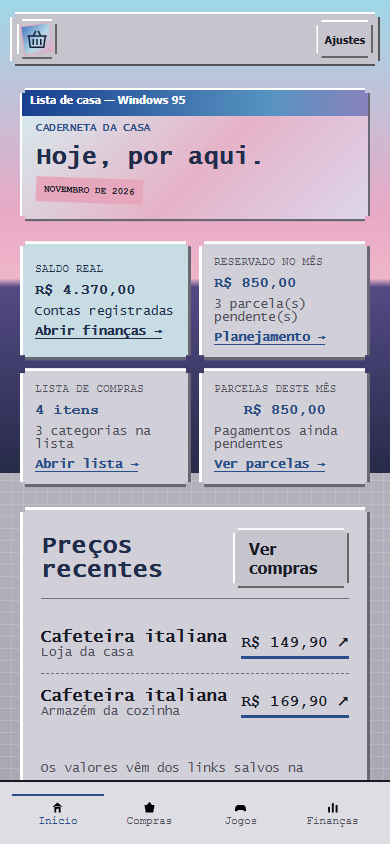 Ajustes
Lista de casa — Windows 95
CADERNETA DA CASA
Hoje, por aqui.
NOVEMBRO DE 2026
SALDO REAL
R$ 4.370,00
Contas registradas
Abrir finanças →
RESERVADO NO MÊS
R$ 850,00
3 parcela(s)
pendente(s)
Planejamento →
LISTA DE COMPRAS
4 itens
3 categorias na
lista
Abrir lista →
PARCELAS DESTE MÊS
R$ 850,00
Pagamentos ainda
pendentes
Ver parcelas →
Preços
recentes
Ver
compras
Cafeteira italiana
Loja da casa
R$ 149,90 ↗
Cafeteira italiana
Armazém da cozinha
R$ 169,90 ↗
Os valores vêm dos links salvos na
Início
Compras
Jogos
Finanças